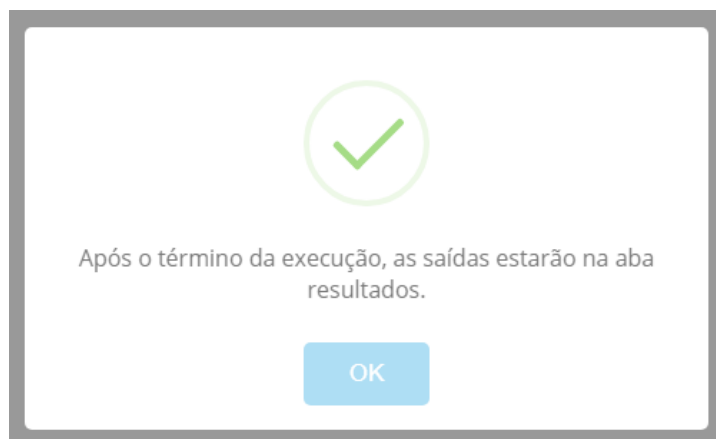 Após o término da execução, as saídas estarão na aba
resultados.
OK